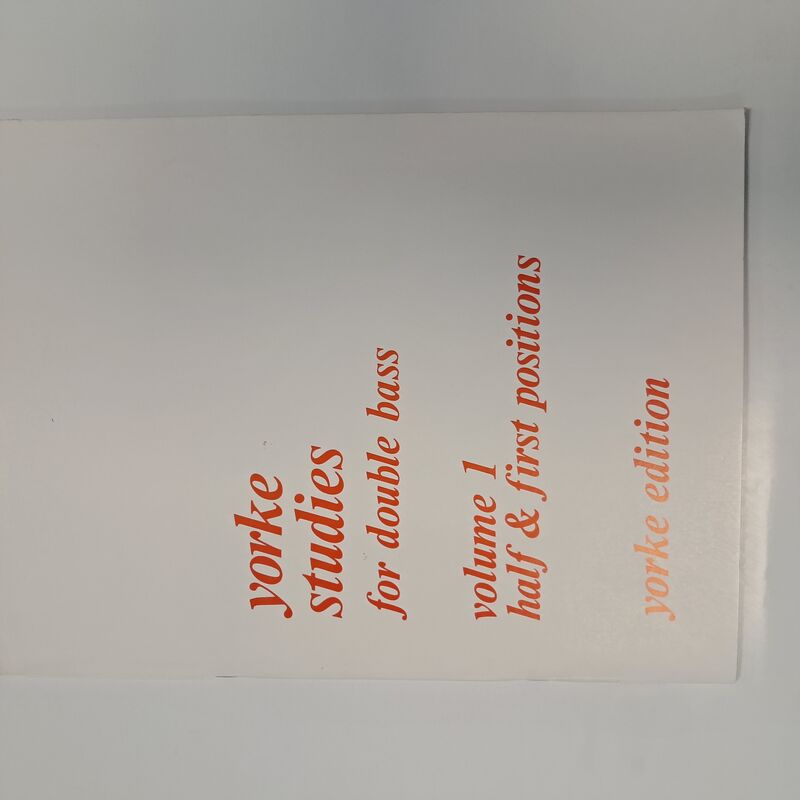 yorke
studies
for double bass
volume 1
half & first positions
yorke edition